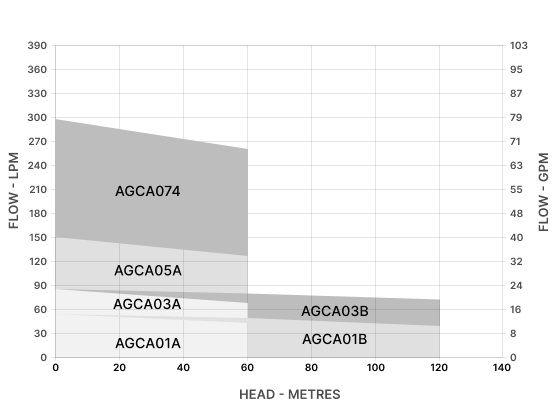 390 103
360 95
330 87
300 79
270 71
240 63
210 55
180 48
150 40
120 32
90 24
60 16
30 8
0 0
FLOW - LPM
FLOW - GPM
AGCA074
AGCA05A
AGCA03A
AGCA03B
AGCA01A
AGCA01B
0 20 40 60 80 100 120 140
HEAD - METRES